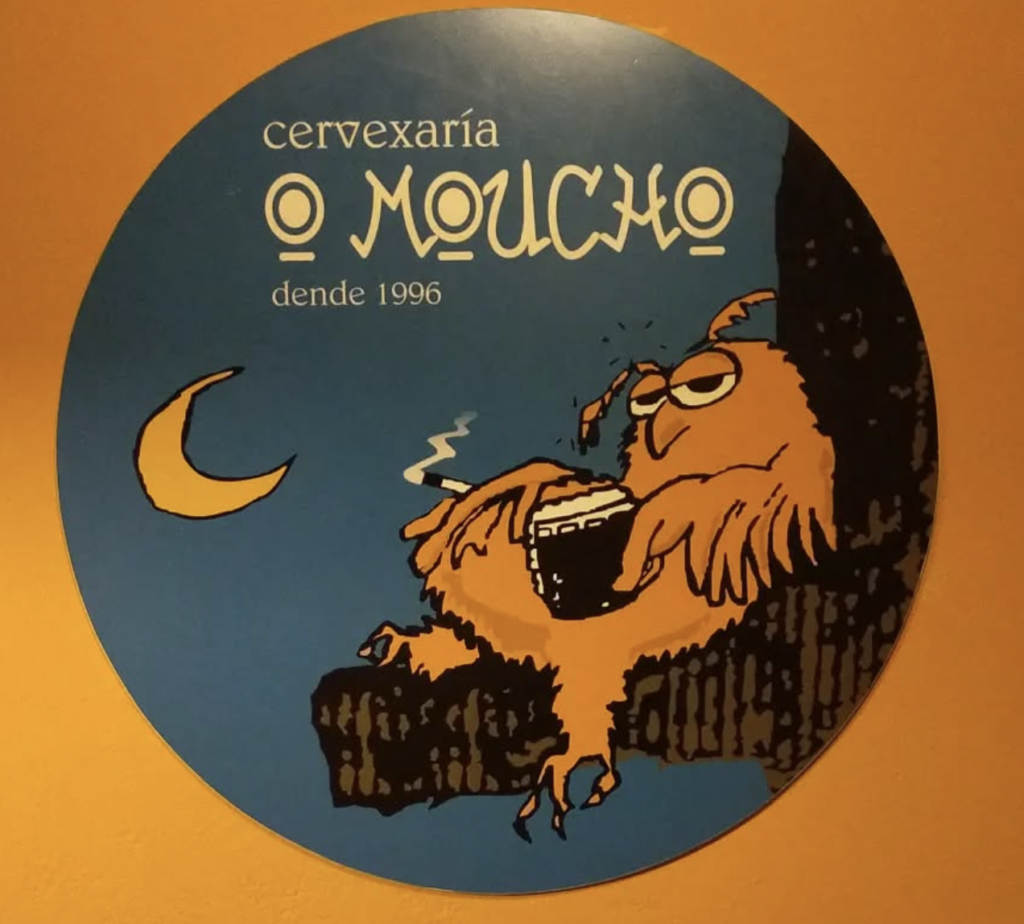 cervexaría
O MOUCHO
dende 1996